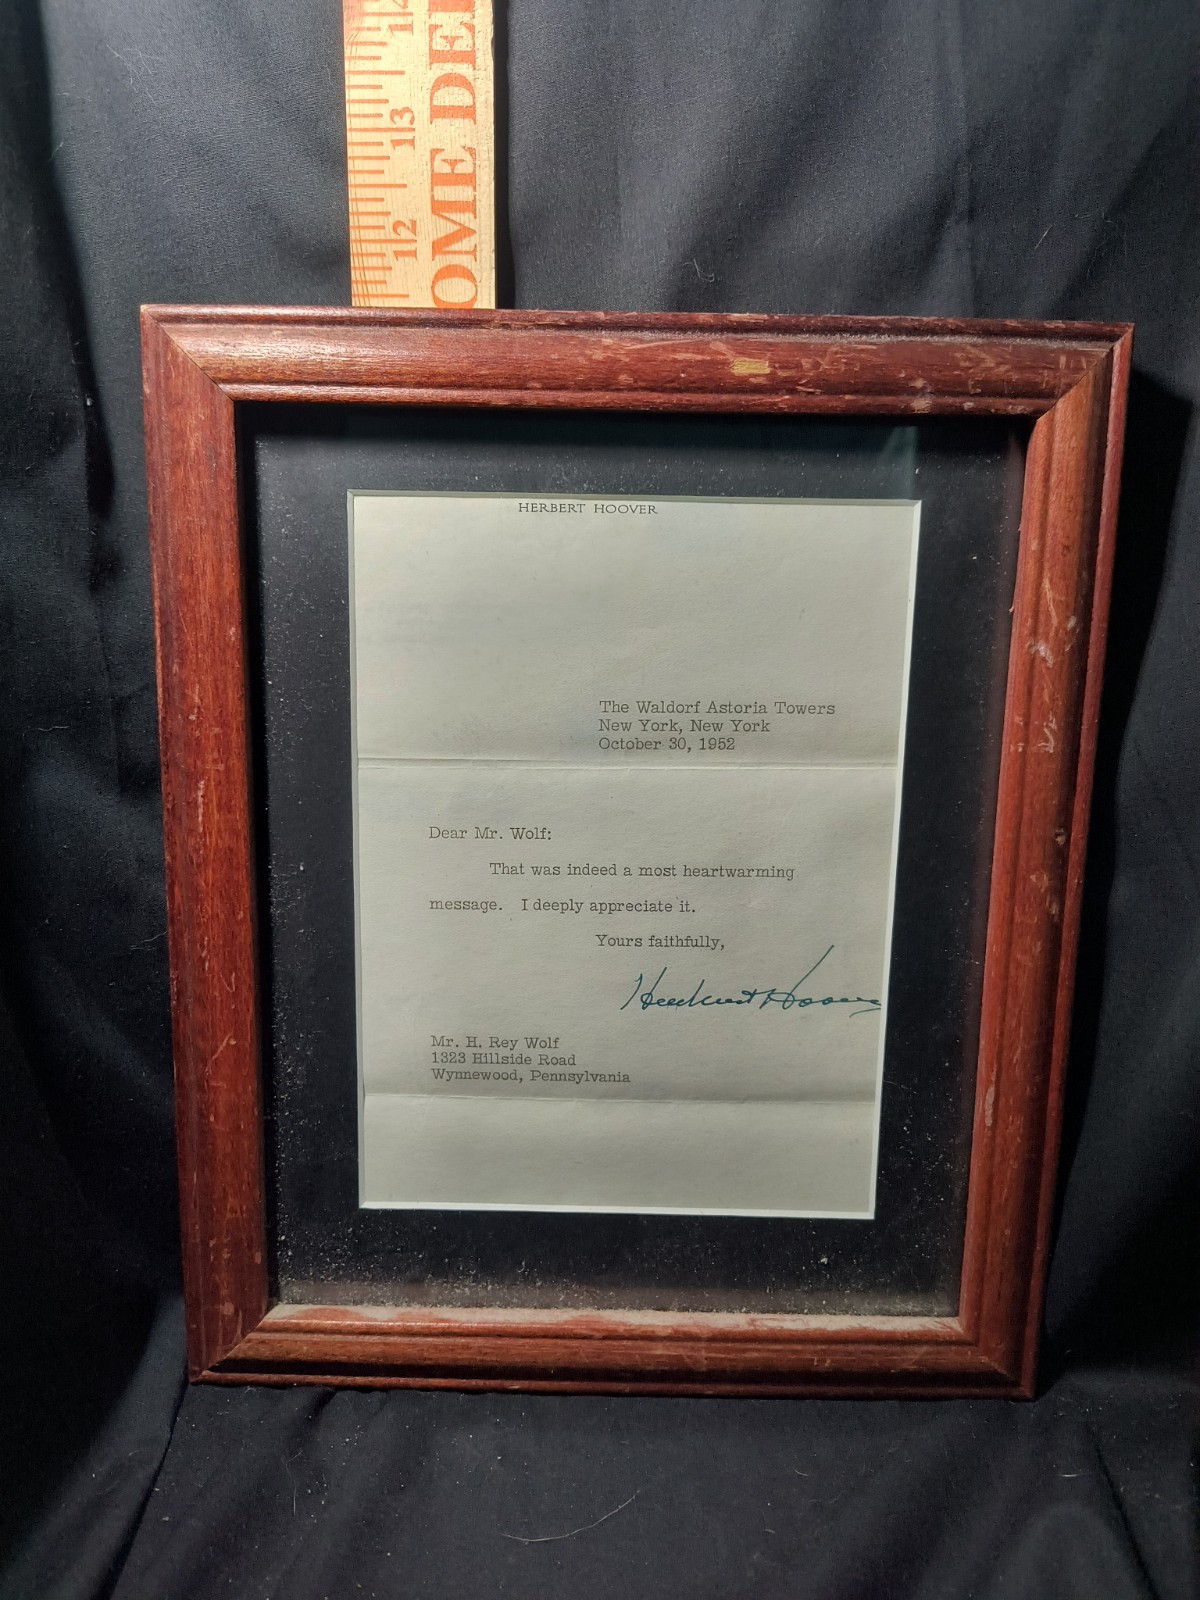 14
13
12
OME DE
HERBERT HOOVER
The Waldorf Astoria Towers
New York, New York
October 30, 1952
Dear Mr. Wolf:
That was indeed a most heartwarming
message. I deeply appreciate it.
Yours faithfully,
Herbert Hoover
Mr. H. Rey Wolf
1323 Hillside Road
Wynnewood, Pennsylvania